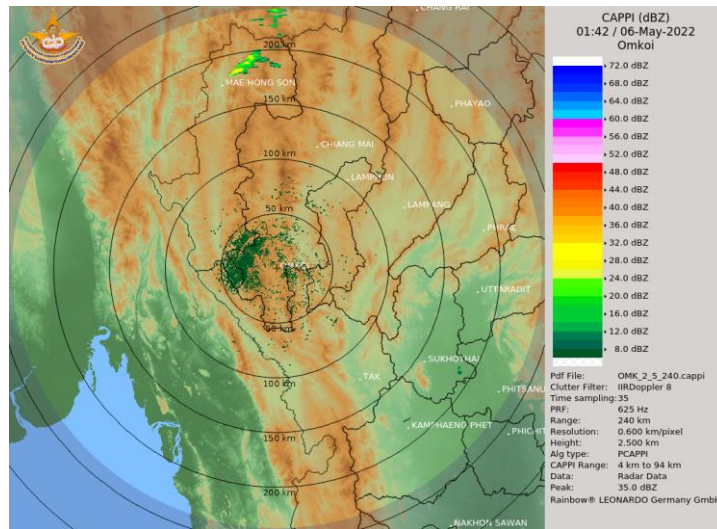 CAPPI (dBZ)
01:42 / 06-May-2022
Omkoi
72.0 dBZ
68.0 dBZ
64.0 dBZ
60.0 dBZ
56.0 dBZ
52.0 dBZ
48.0 dBZ
44.0 dBZ
40.0 dBZ
36.0 dBZ
32.0 dBZ
28.0 dBZ
24.0 dBZ
20.0 dBZ
16.0 dBZ
12.0 dBZ
8.0 dBZ
Pdf File: OMK_2_5_240.cappi
Clutter Filter: IIRDoppler 8
Time sampling:35
PRF: 625 Hz
Range: 240 km
Resolution: 0.600 km/pixel
Height: 2.500 km
Alg type: PCAPPI
CAPPI Range: 4 km to 94 km
Data: Radar Data
Peak: 35.0 dBZ
Rainbow® LEONARDO Germany GmbH
CHIANG RAI
200 km
MAE HONG SON
150 km
PHAYAO
CHIANG MAI
100 km
LAMPHUN
LAMPANG
50 km
PHRAE
UTTARADIT
50 km
SUKHOTHAI
100 km
TAK
PHITSANU
KAMPHAENG PHET
PHICHIT
150 km
200 km
NAKHON SAWAN